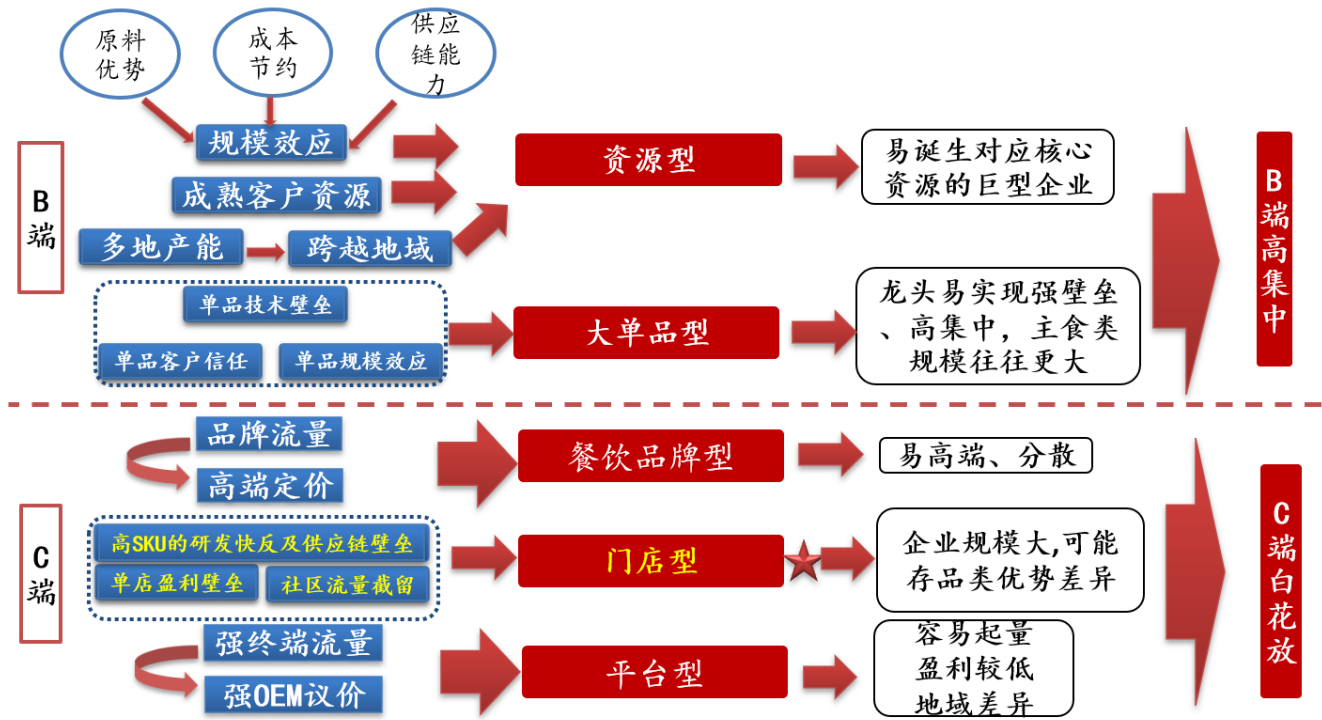 原料
优势
成本
节约
供应
链能
力
规模效应
成熟客户资源
多地产能
跨越地域
B
端
资源型
易诞生对应核心
资源的巨型企业
单品技术壁垒
单品客户信任
单品规模效应
大单品型
龙头易实现强壁垒
、高集中，主食类
规模往往更大
B
端
高
集
中
品牌流量
高端定价
餐饮品牌型
易高端、分散
C
端
高SKU的研发快反及供应链壁垒
单店盈利壁垒
社区流量截留
门店型
企业规模大,可能
存品类优势差异
强终端流量
强OEM议价
平台型
容易起量
盈利较低
地域差异
C
端
白
花
放